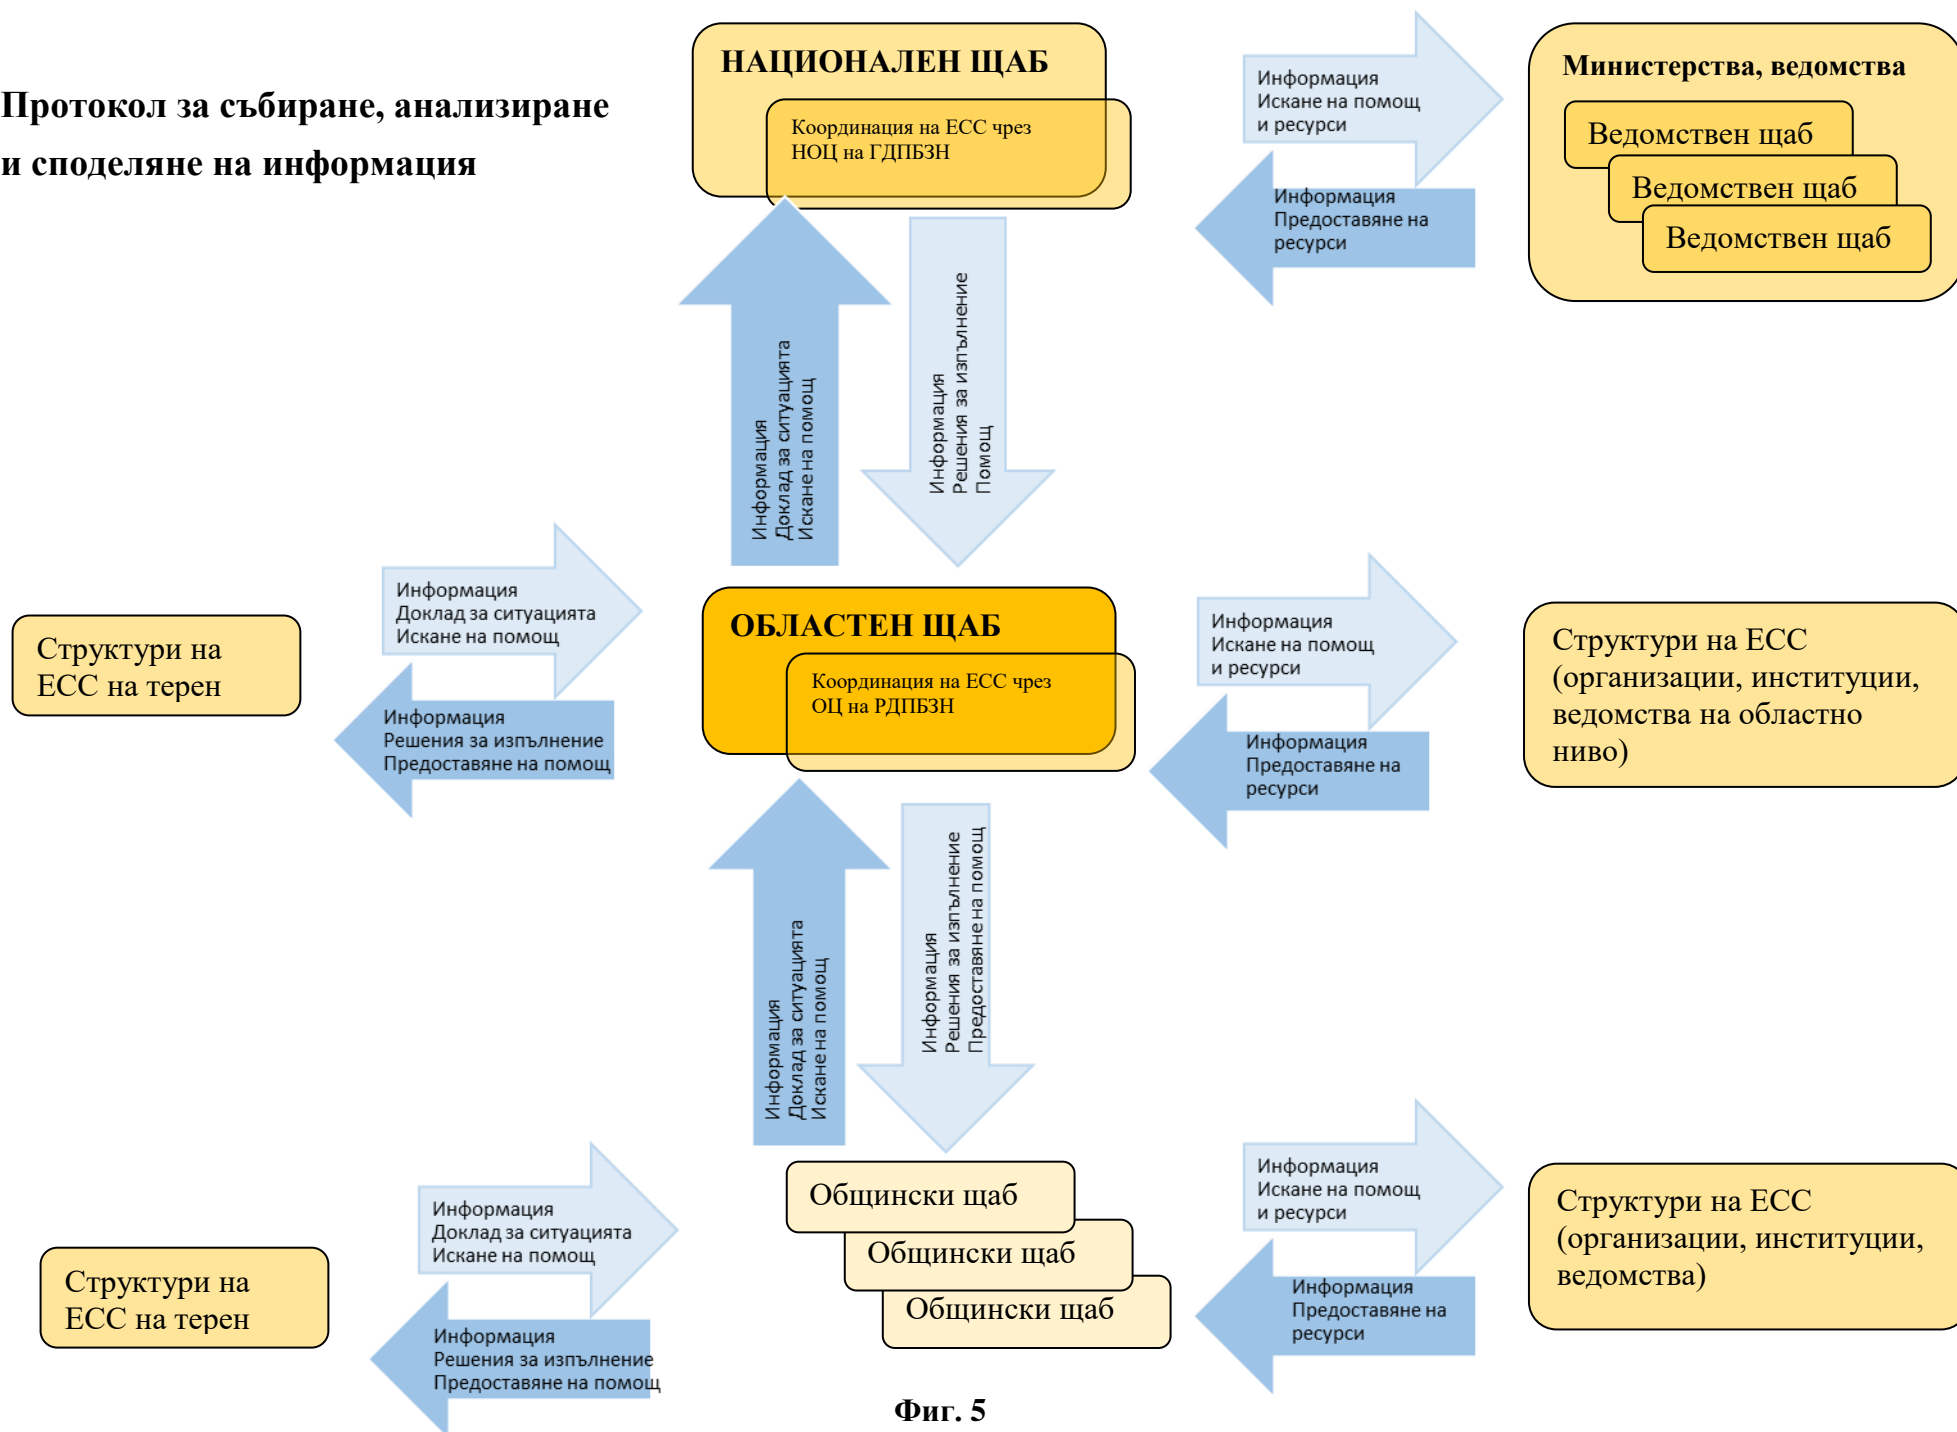 Протокол за събиране, анализиране
и споделяне на информация
НАЦИОНАЛЕН ЩАБ
Координация на ЕСС чрез
НОЦ на ГДПБЗН
Информация
Искане на помощ
и ресурси
Информация
Предоставяне на
ресурси
Министерства, ведомства
Ведомствен щаб
Ведомствен щаб
Ведомствен щаб
Информация
Доклад за ситуацията
Искане на помощ
Информация
Решения за изпълнение
Помощ
Структури на
ЕСС на терен
Информация
Доклад за ситуацията
Искане на помощ
Информация
Решения за изпълнение
Предоставяне на помощ
ОБЛАСТЕН ЩАБ
Координация на ЕСС чрез
ОЦ на РДПБЗН
Информация
Искане на помощ
и ресурси
Информация
Предоставяне на
ресурси
Структури на ЕСС
(организации, институции,
ведомства на областно
ниво)
Информация
Доклад за ситуацията
Искане на помощ
Информация
Решения за изпълнение
Предоставяне на помощ
Структури на
ЕСС на терен
Информация
Доклад за ситуацията
Искане на помощ
Информация
Решения за изпълнение
Предоставяне на помощ
Общински щаб
Общински щаб
Общински щаб
Информация
Искане на помощ
и ресурси
Информация
Предоставяне на
ресурси
Структури на ЕСС
(организации, институции,
ведомства)
Фиг. 5